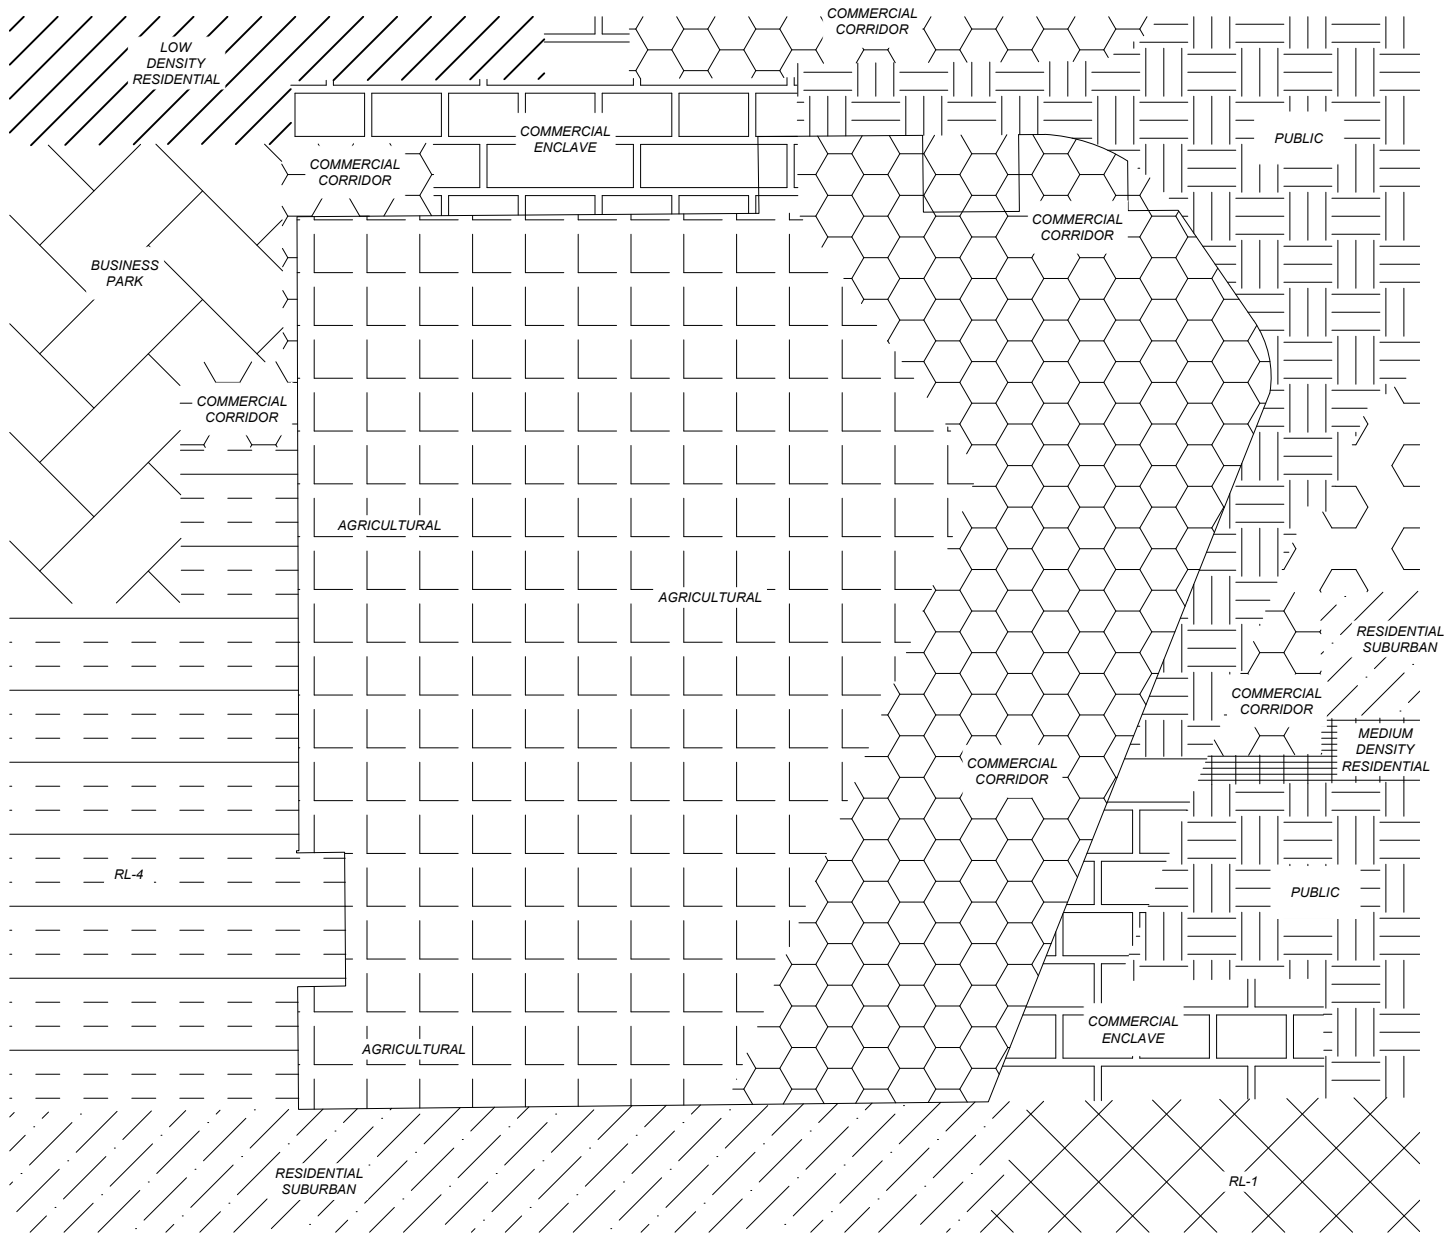 COMMERCIAL
CORRIDOR
LOW
DENSITY
RESIDENTIAL
COMMERCIAL
ENCLAVE
PUBLIC
COMMERCIAL
CORRIDOR
COMMERCIAL
CORRIDOR
BUSINESS
PARK
COMMERCIAL
CORRIDOR
AGRICULTURAL
AGRICULTURAL
RESIDENTIAL
SUBURBAN
COMMERCIAL
CORRIDOR
MEDIUM
DENSITY
RESIDENTIAL
COMMERCIAL
CORRIDOR
RL-4
PUBLIC
COMMERCIAL
ENCLAVE
AGRICULTURAL
RESIDENTIAL
SUBURBAN
RL-1